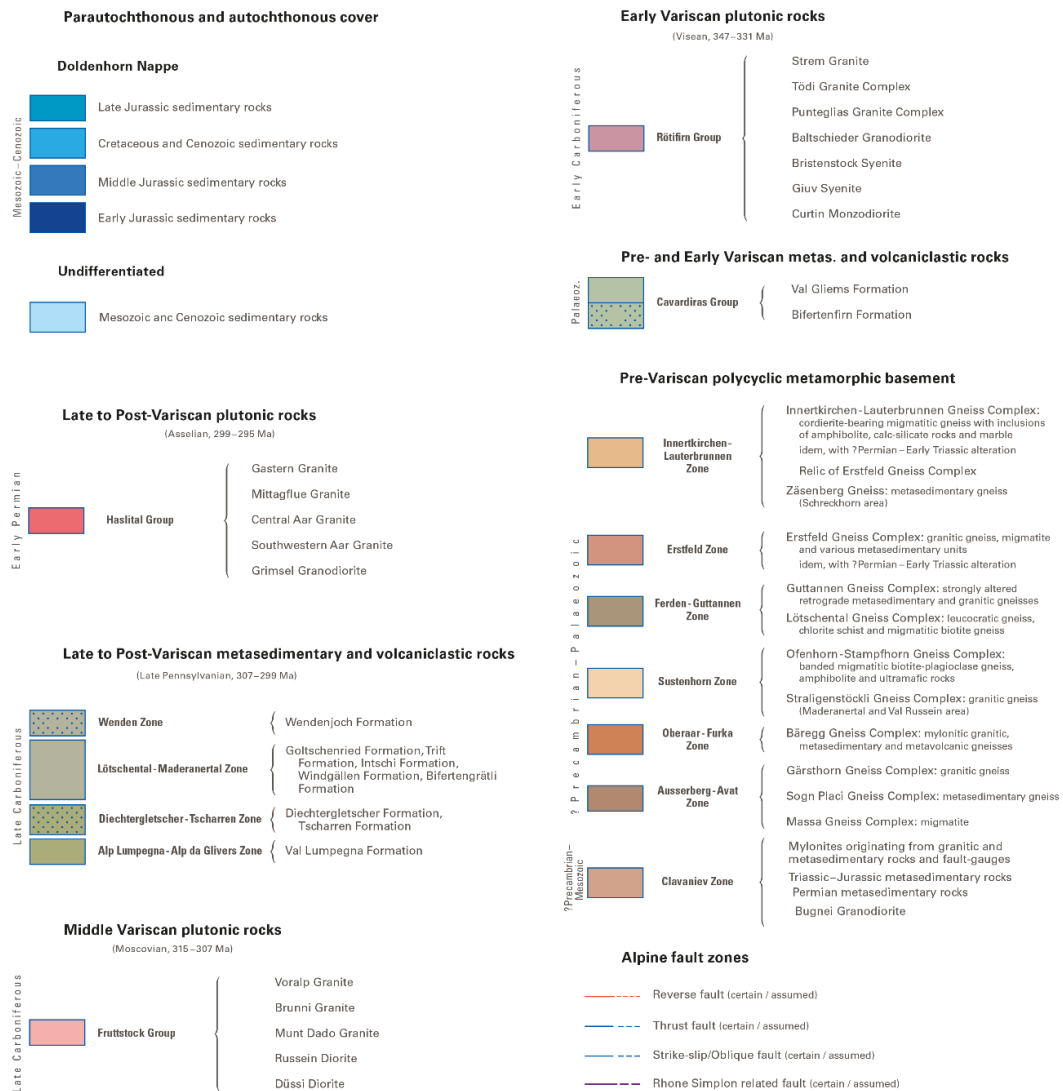 Parautochthonous and autochthonous cover
Doldenhorn Nappe
Mesozoic–Cenozoic
Late Jurassic sedimentary rocks
Cretaceous and Cenozoic sedimentary rocks
Middle Jurassic sedimentary rocks
Early Jurassic sedimentary rocks
Undifferentiated
Mesozoic anc Cenozoic sedimentary rocks
Late to Post-Variscan plutonic rocks
(Asselian, 299–295 Ma)
Early Permian
Haslital Group
Gastern Granite
Mittagflue Granite
Central Aar Granite
Southwestern Aar Granite
Grimsel Granodiorite
Late to Post-Variscan metasedimentary and volcaniclastic rocks
(Late Pennsylvanian, 307–299 Ma)
Late Carboniferous
Wenden Zone
Wendenjoch Formation
Lötschental-Maderanertal Zone
Goltschenried Formation, Trift
Formation, Intschi Formation,
Windgällen Formation, Bifertengrätli
Formation
Diechtergletscher-Tscharren Zone
Diechtergletscher Formation,
Tscharren Formation
Alp Lumpegna-Alp da Glivers Zone
Val Lumpegna Formation
Middle Variscan plutonic rocks
(Moscovian, 315–307 Ma)
Late Carboniferous
Fruttstock Group
Voralp Granite
Brunni Granite
Munt Dado Granite
Russein Diorite
Düssi Diorite
Early Variscan plutonic rocks
(Visean, 347–331 Ma)
Early Carboniferous
Rötifirn Group
Strem Granite
Tödi Granite Complex
Punteglias Granite Complex
Baltschieder Granodiorite
Bristenstock Syenite
Giuv Syenite
Curtin Monzodiorite
Pre- and Early Variscan metas. and volcaniclastic rocks
Palaeoz.
Cavardiras Group
Val Gliems Formation
Bifertenfirn Formation
Pre-Variscan polycyclic metamorphic basement
?Precambrian–Palaeozoic
Innertkirchen-
Lauterbrunnen
Zone
Innertkirchen-Lauterbrunnen Gneiss Complex:
cordierite-bearing migmatitic gneiss with inclusions
of amphibolite, calc-silicate rocks and marble
idem, with ?Permian–Early Triassic alteration
Relic of Erstfeld Gneiss Complex
Zäsenberg Gneiss: metasedimentary gneiss
(Schreckhorn area)
Erstfeld Zone
Erstfeld Gneiss Complex: granitic gneiss, migmatite
and various metasedimentary units
idem, with ?Permian–Early Triassic alteration
Ferden-Guttannen
Zone
Guttannen Gneiss Complex: strongly altered
retrograde metasedimentary and granitic gneisses
Lötschental Gneiss Complex: leucocratic gneiss,
chlorite schist and migmatitic biotite gneiss
Sustenhorn Zone
Ofenhorn-Stampfhorn Gneiss Complex:
banded migmatitic biotite-plagioclase gneiss,
amphibolite and ultramafic rocks
Straligenstöckli Gneiss Complex: granitic gneiss
(Maderanertal and Val Russein area)
Oberaar-Furka
Zone
Bäregg Gneiss Complex: mylonitic granitic,
metasedimentary and metavolcanic gneisses
Ausserberg-Avat
Zone
Gärsthorn Gneiss Complex: granitic gneiss
Sogn Placi Gneiss Complex: metasedimentary gneiss
Massa Gneiss Complex: migmatite
?Precambrian–
Mesozoic
Clavaniev Zone
Mylonites originating from granitic and
metasedimentary rocks and fault-gauges
Triassic–Jurassic metasedimentary rocks
Permian metasedimentary rocks
Bugnei Granodiorite
Alpine fault zones
Reverse fault (certain / assumed)
Thrust fault (certain / assumed)
Strike-slip/Oblique fault (certain / assumed)
Rhone Simplon related fault (certain / assumed)